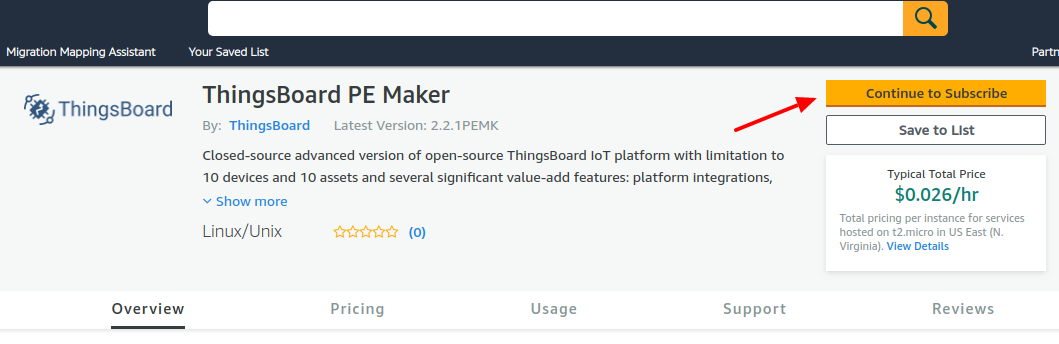 Migration Mapping Assistant Your Saved List Partn
ThingsBoard
ThingsBoard PE Maker
By: ThingsBoard Latest Version: 2.2.1PEMK
Closed-source advanced version of open-source ThingsBoard IoT platform with limitation to
10 devices and 10 assets and several significant value-add features: platform integrations,
Show more
Linux/Unix (0)
Continue to Subscribe
Save to List
Typical Total Price
$0.026/hr
Total pricing per instance for services
hosted on t2.micro in US East (N.
Virginia). View Details
Overview Pricing Usage Support Reviews